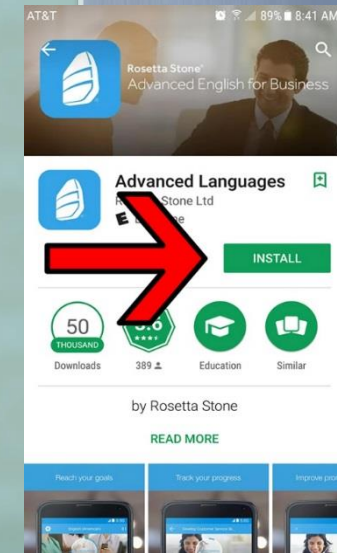 AT&T 89% 8:41 AM
Rosetta Stone®
Advanced English for Business
Advanced Languages
Stone Ltd
E
INSTALL
50
THOUSAND
Downloads
389
Education
Similar
by Rosetta Stone
READ MORE
Reach your goals
Track your progress